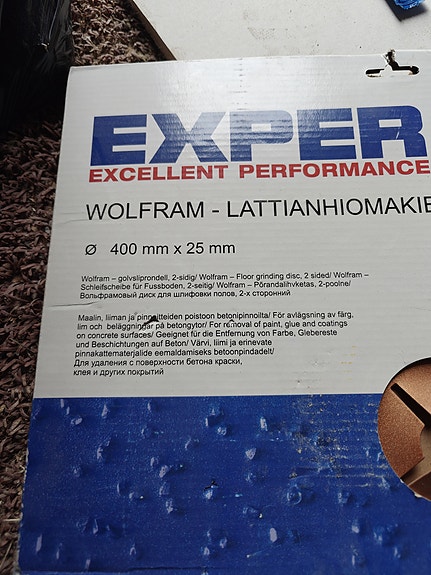 EXPER
EXCELLENT PERFORMANCE
WOLFRAM - LATTIANHIOMAKIE
Ø 400 mm x 25 mm
Wolfram – golvsliprondell, 2-sidig/ Wolfram – Floor grinding disc, 2 sided/ Wolfram –
Schleifscheibe für Fussboden, 2-seitig/ Wolfram – Põrandalihvketas, 2-poolne/
Вольфрамовый диск для шлифовки полов, 2-х сторонний
Maalin, liiman ja pinnoitteiden poistoon betonipinnoilta/ För avlägsning av färg,
lim och beläggningar på betongytor/ For removal of paint, glue and coatings
on concrete surfaces/ Geeignet für die Entfernung von Farbe, Klebereste
und Beschichtungen auf Beton/ Värvi, liimi ja erinevate
pinnakattematerjalide eemaldamiseks betoonpindadelt/
Для удаления с поверхности бетона краски,
клея и других покрытий